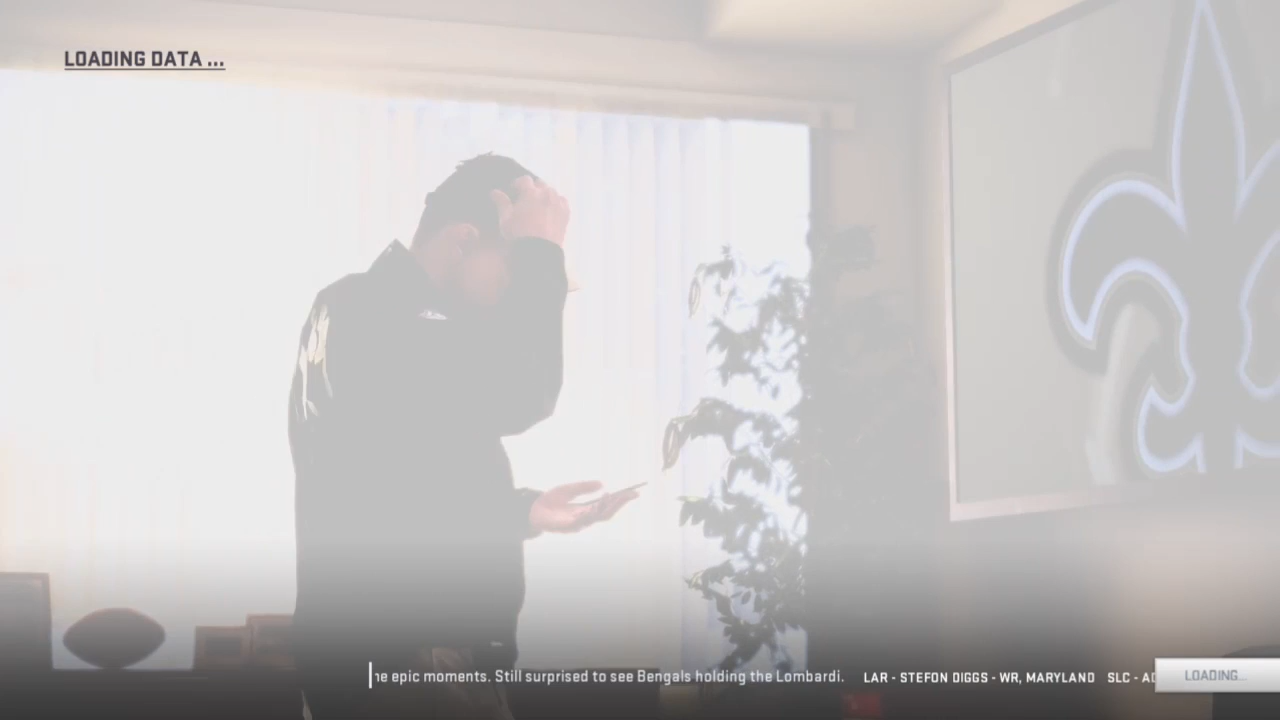 LOADING DATA ...
epic moments. Still surprised to see Bengals holding the Lombardi. LAR - STEFON DIGGS - WR, MARYLAND SLC -
LOADING...